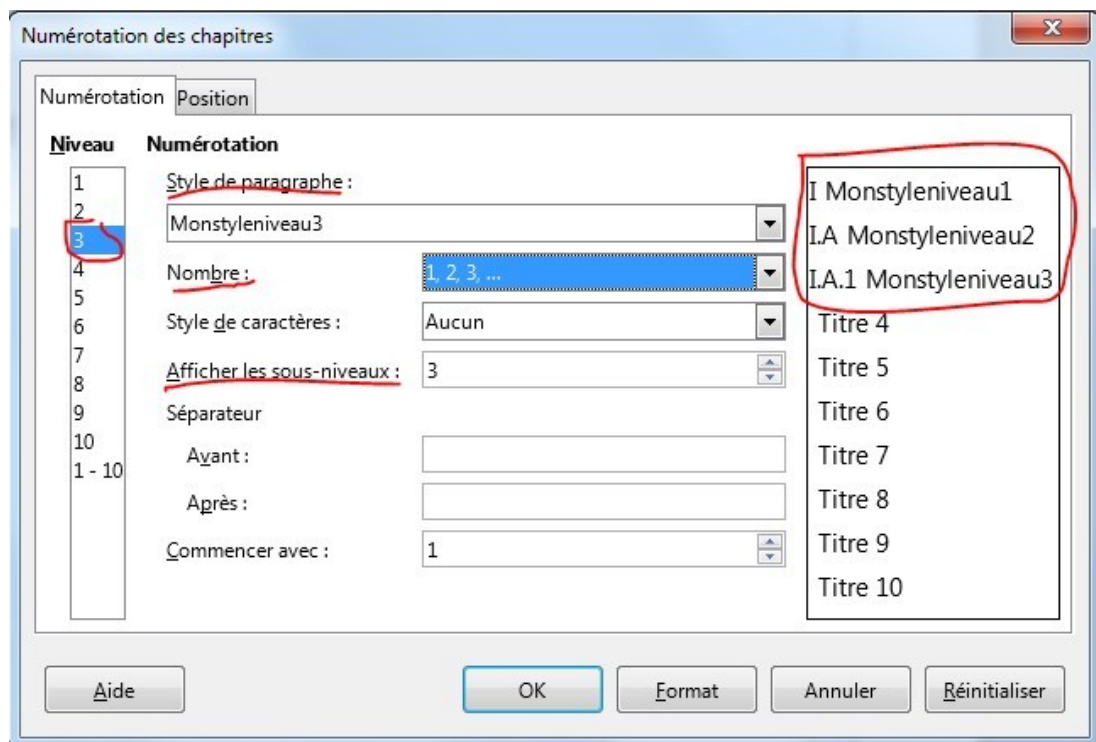 Numérotation des chapitres
Numérotation
Position
Niveau
1
2
3
4
5
6
7
8
9
10
1 - 10
Numérotation
Style de paragraphe :
Monstyleniveau3
Nombre :
1, 2, 3, ...
Style de caractères :
Aucun
Afficher les sous-niveaux :
3
Séparateur
Avant :
Après :
Commencer avec :
1
I Monstyleniveau1
I.A Monstyleniveau2
I.A.1 Monstyleniveau3
Titre 4
Titre 5
Titre 6
Titre 7
Titre 8
Titre 9
Titre 10
Aide
OK
Format
Annuler
Réinitialiser